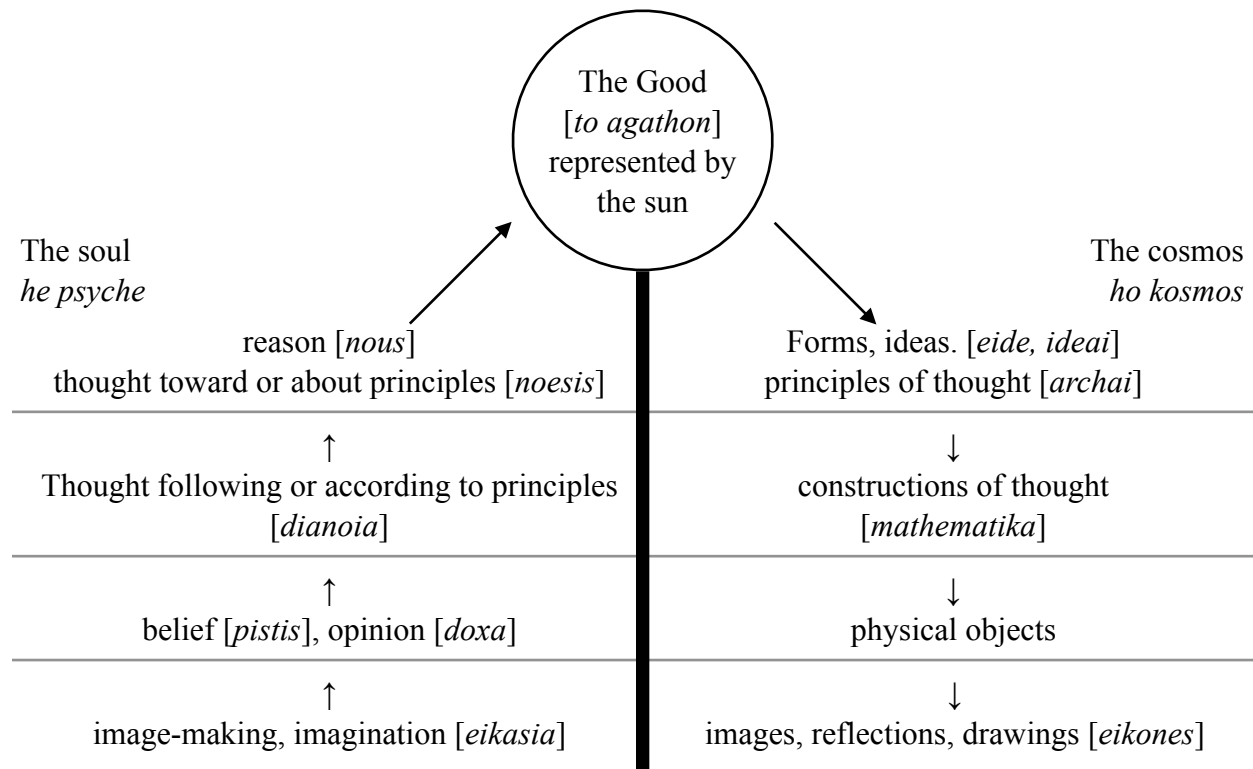 The Good
[to agathon]
represented by
the sun
The soul
he psyche
The cosmos
ho kosmos
reason [nous]
thought toward or about principles [noesis]
Forms, ideas. [eide, ideai]
principles of thought [archai]
↑
Thought following or according to principles
[dianoia]
↓
constructions of thought
[mathematika]
↑
belief [pistis], opinion [doxa]
↓
physical objects
↑
image-making, imagination [eikasia]
↓
images, reflections, drawings [eikones]